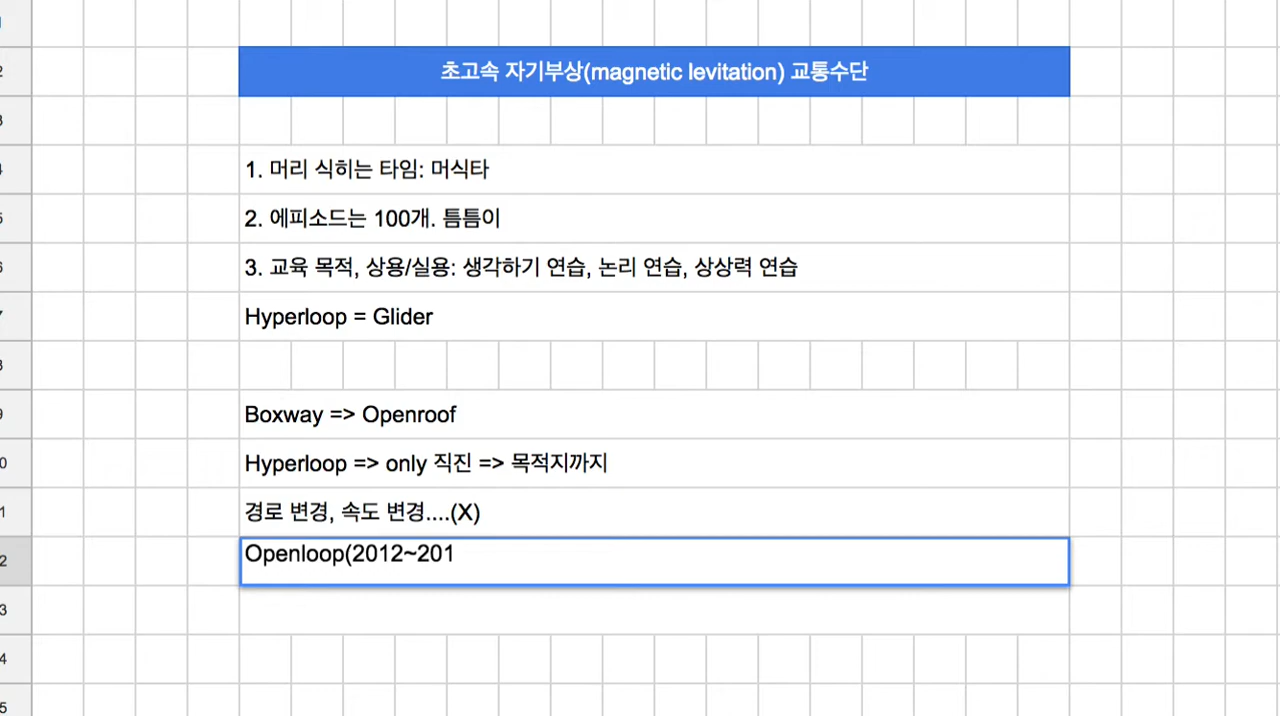 초고속 자기부상(magnetic levitation) 교통수단
1. 머리 식히는 타임: 머식타
2. 에피소드는 100개. 틈틈이
3. 교육 목적, 상용/실용: 생각하기 연습, 논리 연습, 상상력 연습
Hyperloop = Glider
Boxway => Openroof
Hyperloop => only 직진 => 목적지까지
경로 변경, 속도 변경....(X)
Openloop(2012~201